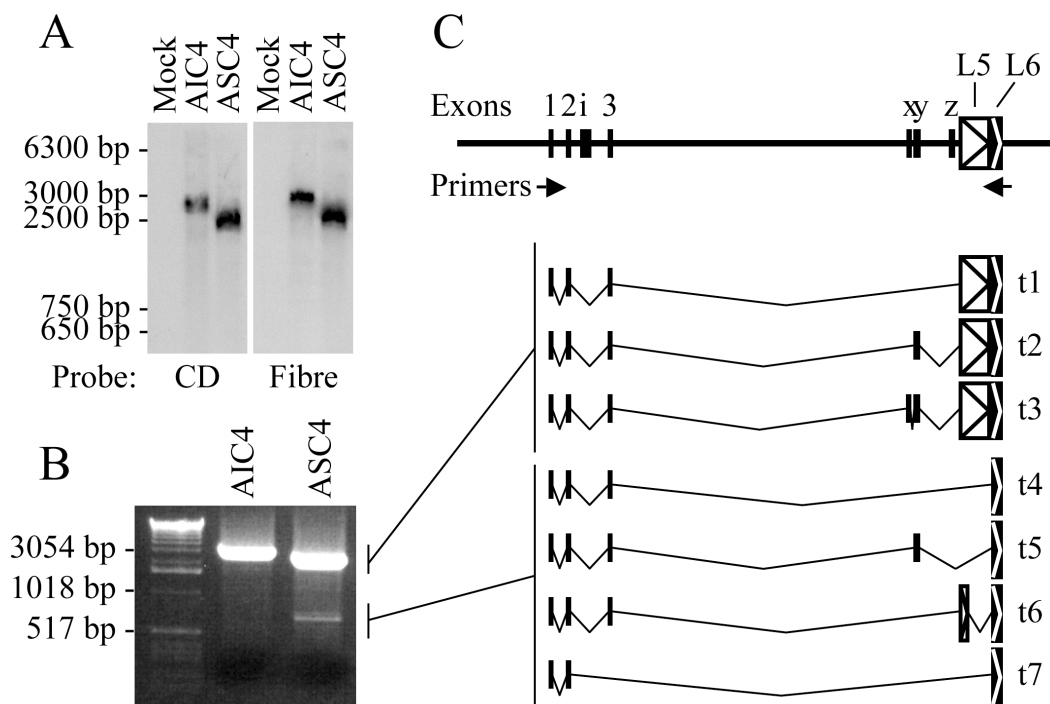 A
Mock
AIC4
ASC4
Mock
AIC4
ASC4
6300 bp
3000 bp
2500 bp
750 bp
650 bp
Probe: CD Fibre
B
AIC4
ASC4
3054 bp
1018 bp
517 bp
C
L5 L6
Exons 1 2 i 3 x y z
Primers
t1
t2
t3
t4
t5
t6
t7